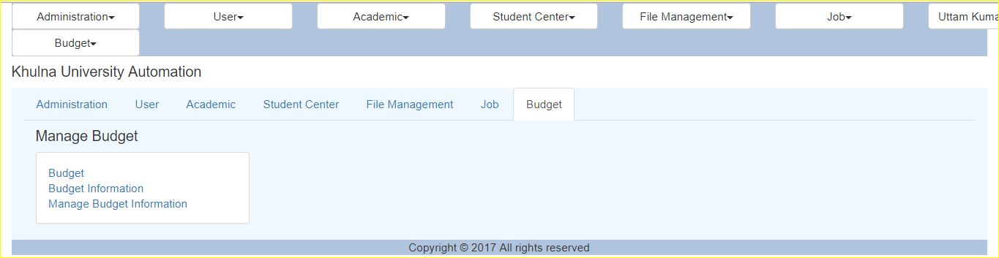 Administration User Academic Student Center File Management Job Uttam
Budget
Khulna University Automation
Administration User Academic Student Center File Management Job Budget
Manage Budget
Budget
Budget Information
Manage Budget Information
Copyright © 2017 All rights reserved